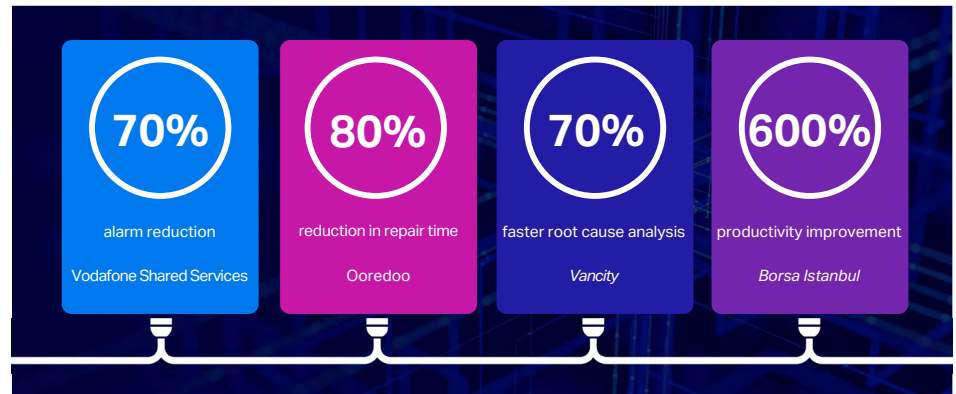 70%
alarm reduction
Vodafone Shared Services
80%
reduction in repair time
Ooredoo
70%
faster root cause analysis
Vancity
600%
productivity improvement
Borsa Istanbul